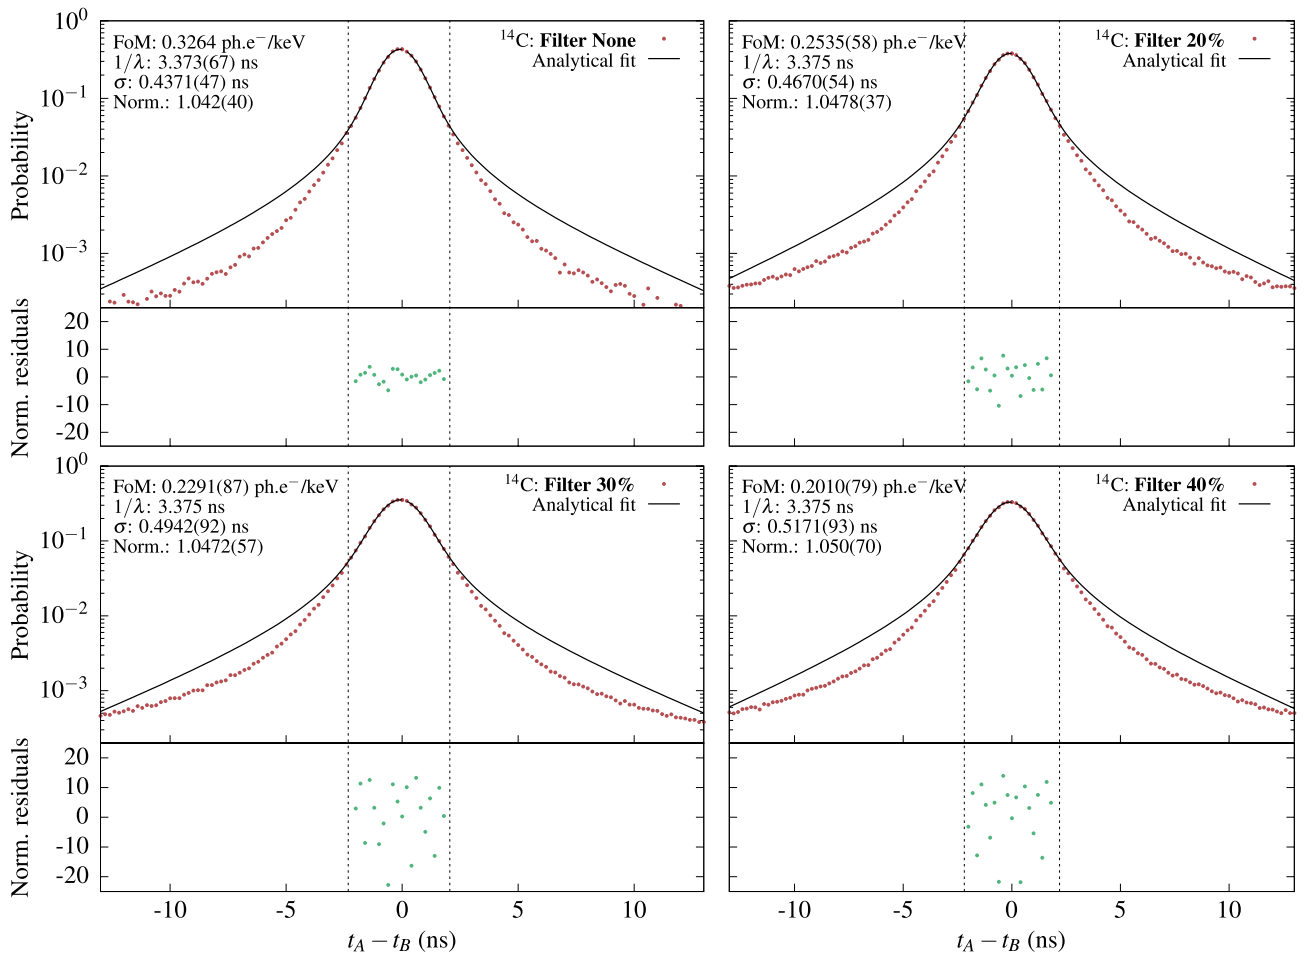 FoM: 0.3264 ph.e⁻/keV
1/λ: 3.373(67) ns
σ: 0.4371(47) ns
Norm.: 1.042(40)
¹⁴C: Filter None
Analytical fit
10⁰
10⁻¹
10⁻²
10⁻³
Probability
FoM: 0.2535(58) ph.e⁻/keV
1/λ: 3.375 ns
σ: 0.4670(54) ns
Norm.: 1.0478(37)
¹⁴C: Filter 20%
Analytical fit
20
10
0
-10
-20
Norm. residuals
FoM: 0.2291(87) ph.e⁻/keV
1/λ: 3.375 ns
σ: 0.4942(92) ns
Norm.: 1.0472(57)
¹⁴C: Filter 30%
Analytical fit
10⁰
10⁻¹
10⁻²
10⁻³
Probability
FoM: 0.2010(79) ph.e⁻/keV
1/λ: 3.375 ns
σ: 0.5171(93) ns
Norm.: 1.050(70)
¹⁴C: Filter 40%
Analytical fit
20
10
0
-10
-20
Norm. residuals
-10 -5 0 5 10
t_A − t_B (ns)
-10 -5 0 5 10
t_A − t_B (ns)